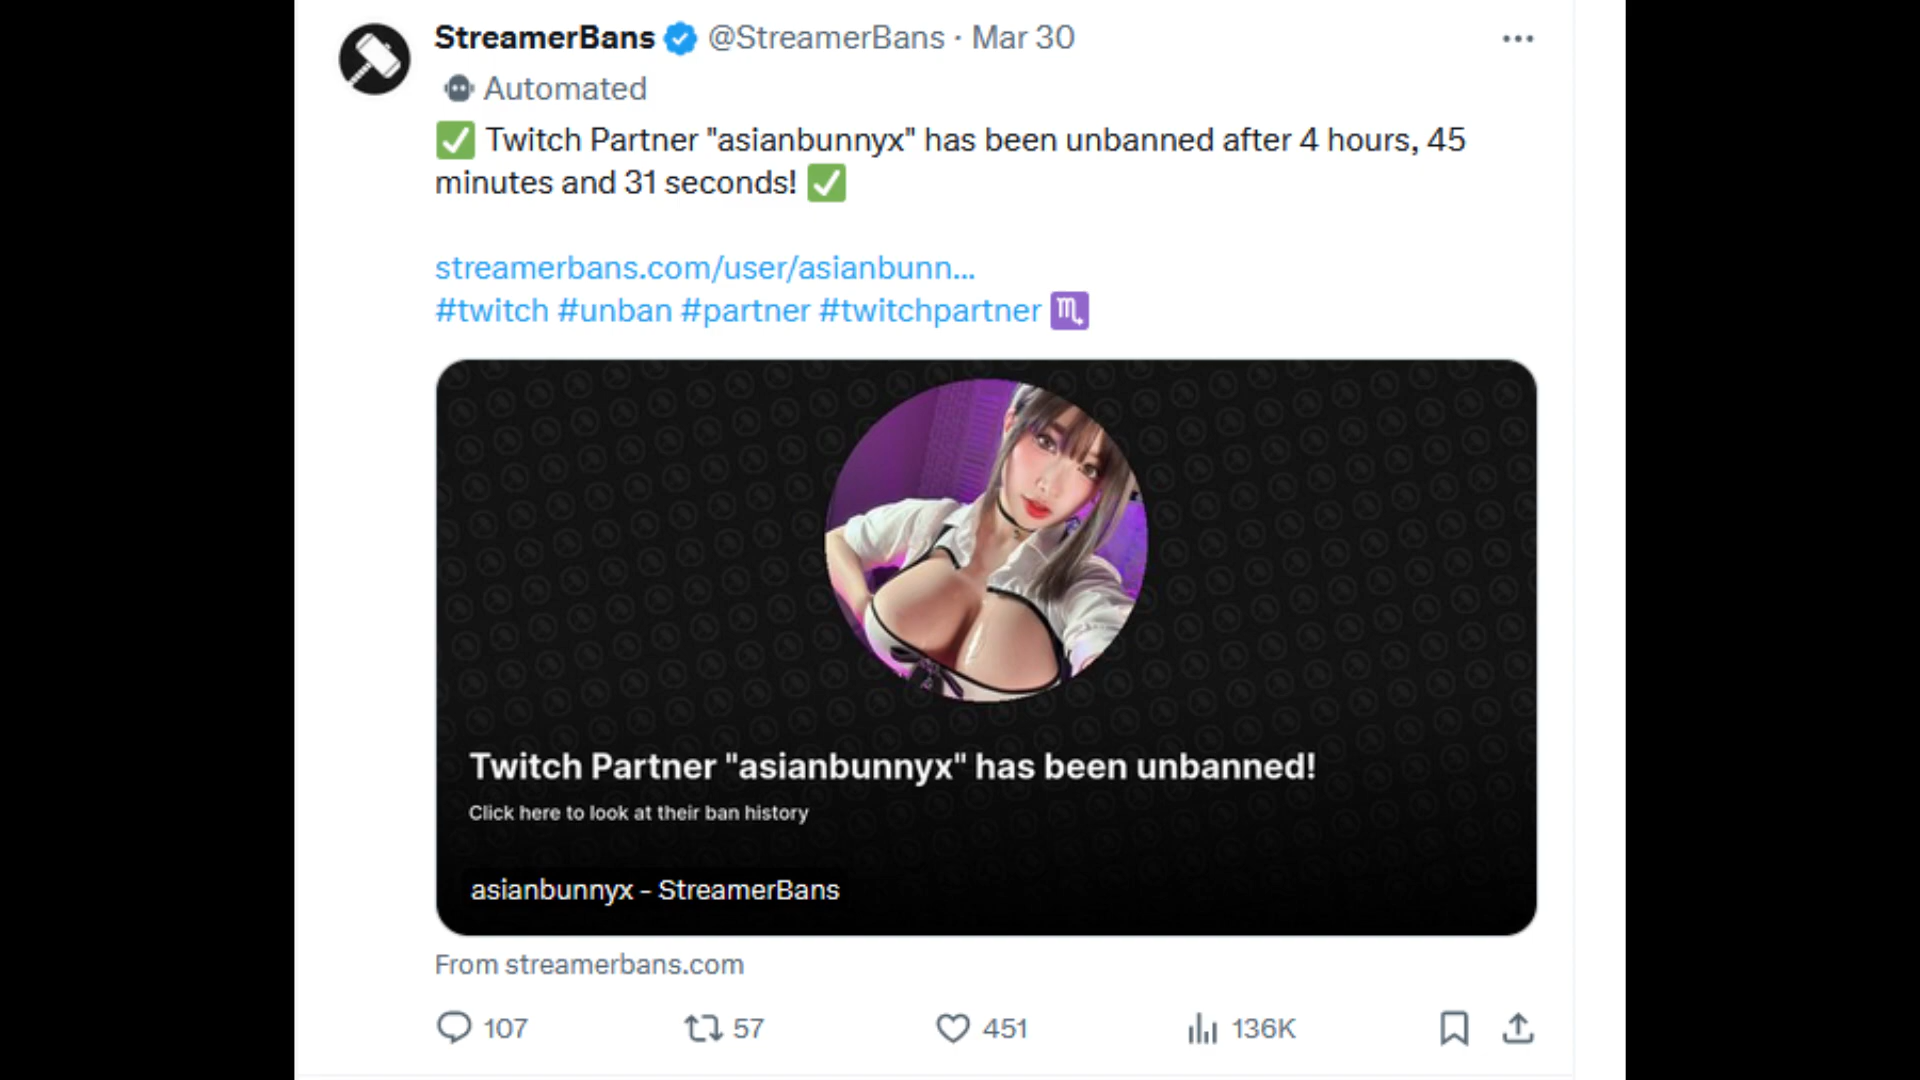 StreamerBans @StreamerBans · Mar 30
Automated
✅ Twitch Partner "asianbunnyx" has been unbanned after 4 hours, 45
minutes and 31 seconds! ✅
streamerbans.com/user/asianbunn...
#twitch #unban #partner #twitchpartner ♏
Twitch Partner "asianbunnyx" has been unbanned!
Click here to look at their ban history
asianbunnyx - StreamerBans
From streamerbans.com
107 57 451 136K